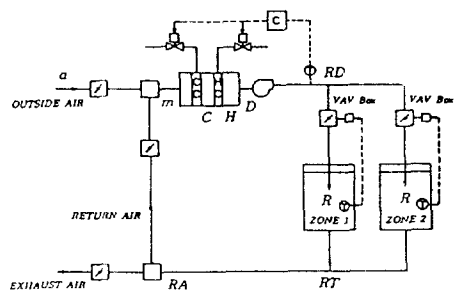 C
a
RD
OUTSIDE AIR
m
C H
D
VAV Box
VAV Box
R
R
T
T
ZONE 1
ZONE 2
RETURN AIR
EXHAUST AIR
RA
RT